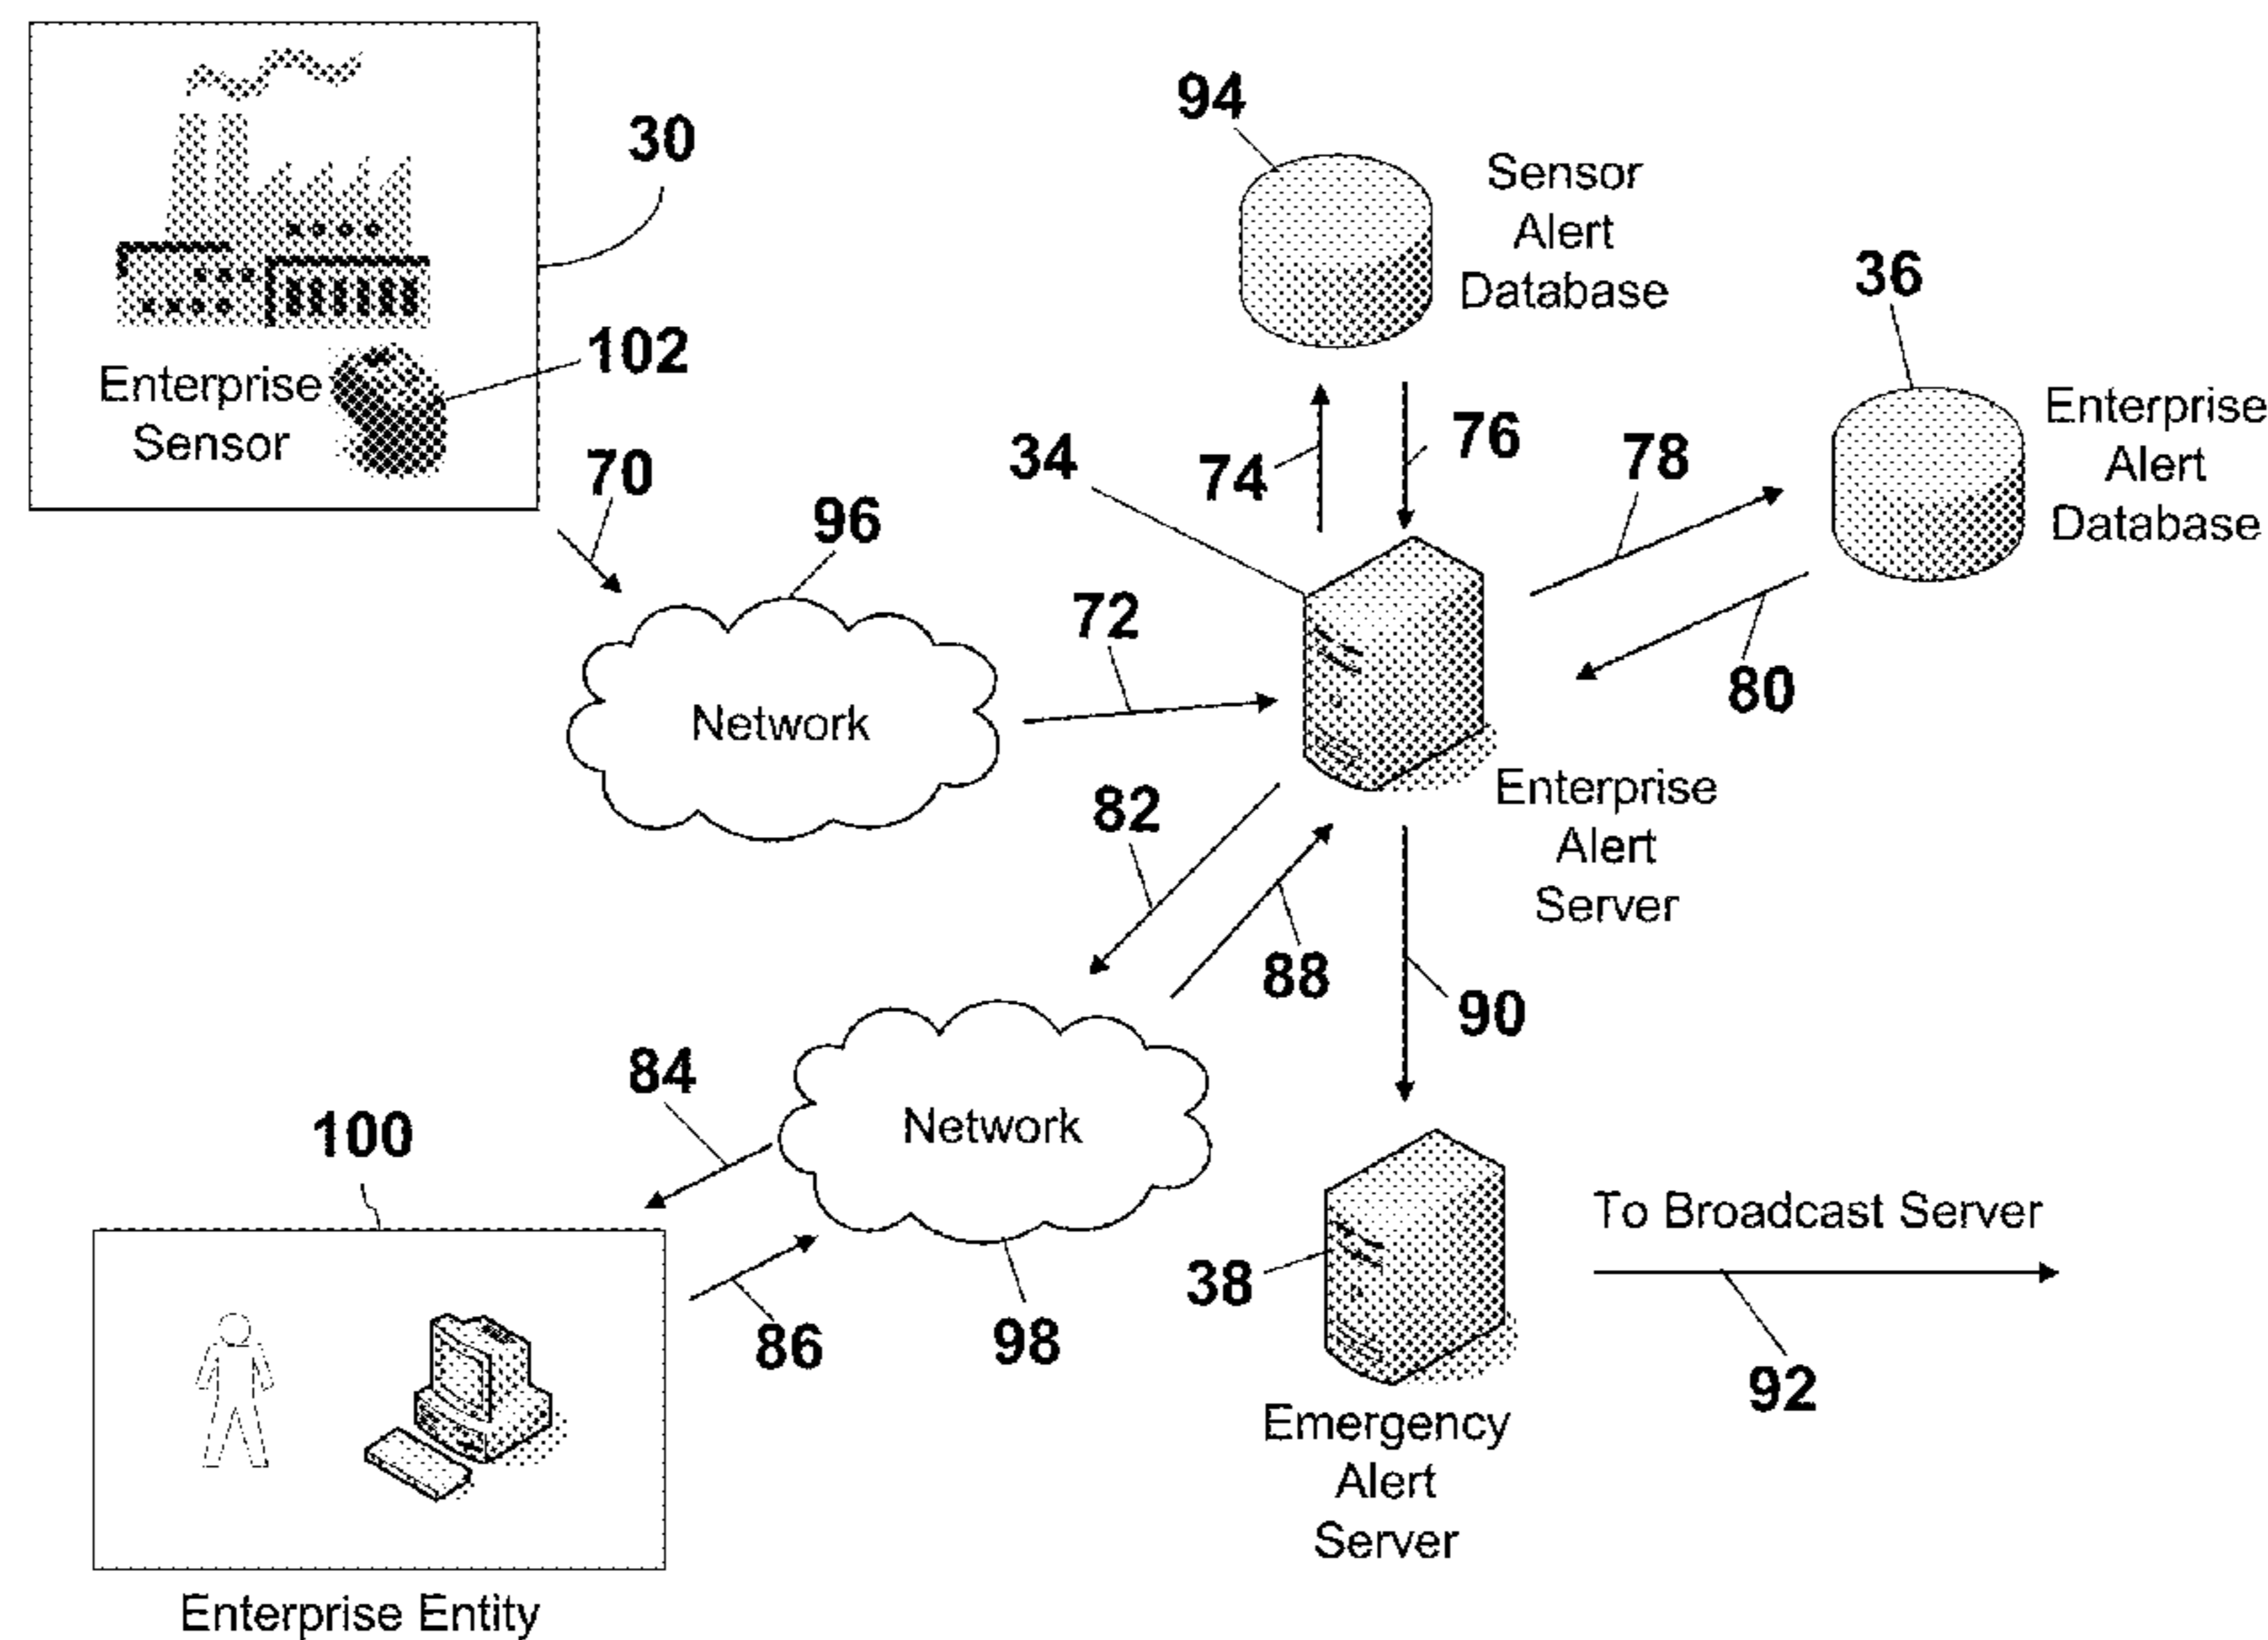 94
30
Sensor
Alert
Database
36
102
Enterprise
Sensor
Enterprise
Alert
Database
34
74
76
78
70
96
72
80
Network
Enterprise
Alert
Server
82
88
90
84
Network
100
To Broadcast Server
38
86
98
92
Emergency
Alert
Server
Enterprise Entity